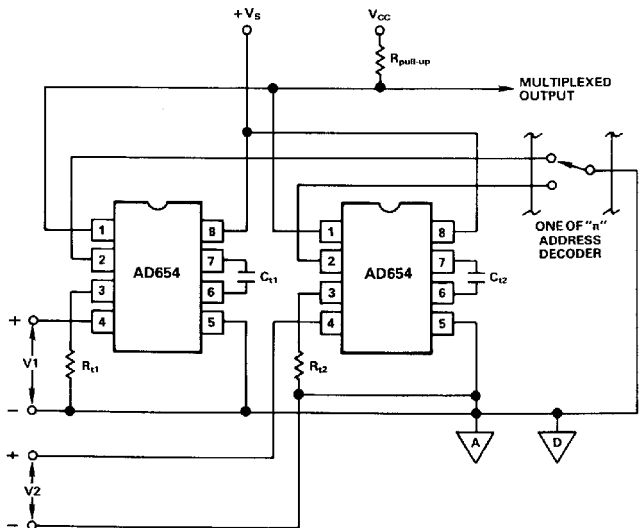 +VS
VCC
Rpull-up
MULTIPLEXED
OUTPUT
ONE OF "n"
ADDRESS
DECODER
1
2
3
4
AD654
8
7
6
5
Ct1
1
2
3
4
AD654
8
7
6
5
Ct2
+
V1
−
Rt1
Rt2
A
D
+
V2
−